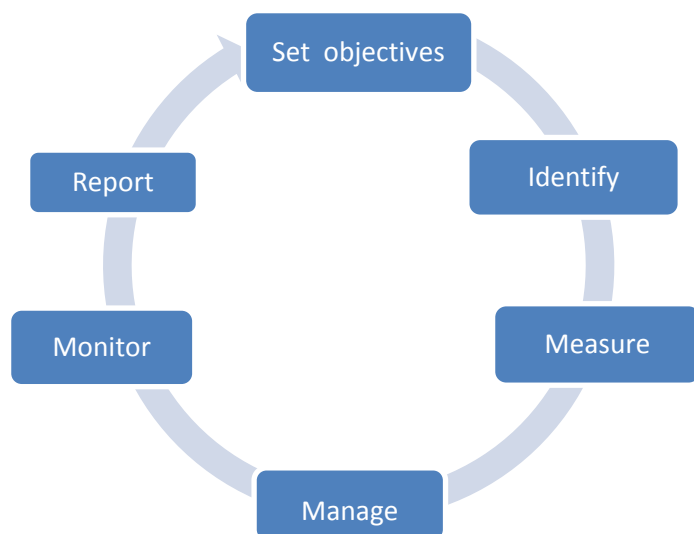 Set objectives
Identify
Measure
Manage
Monitor
Report